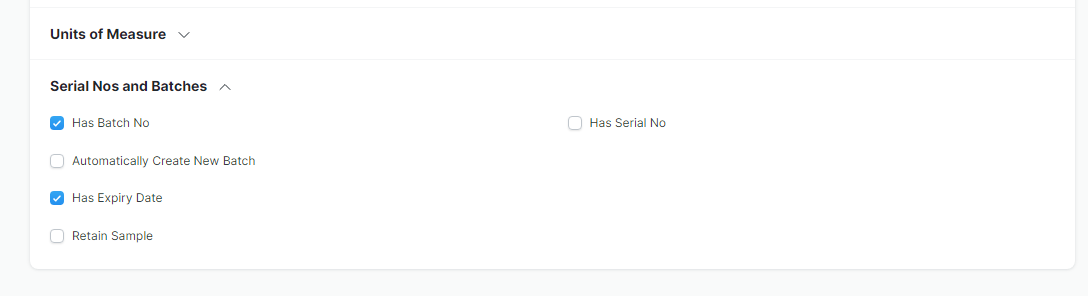 Units of Measure
Serial Nos and Batches
Has Batch No
Has Serial No
Automatically Create New Batch
Has Expiry Date
Retain Sample